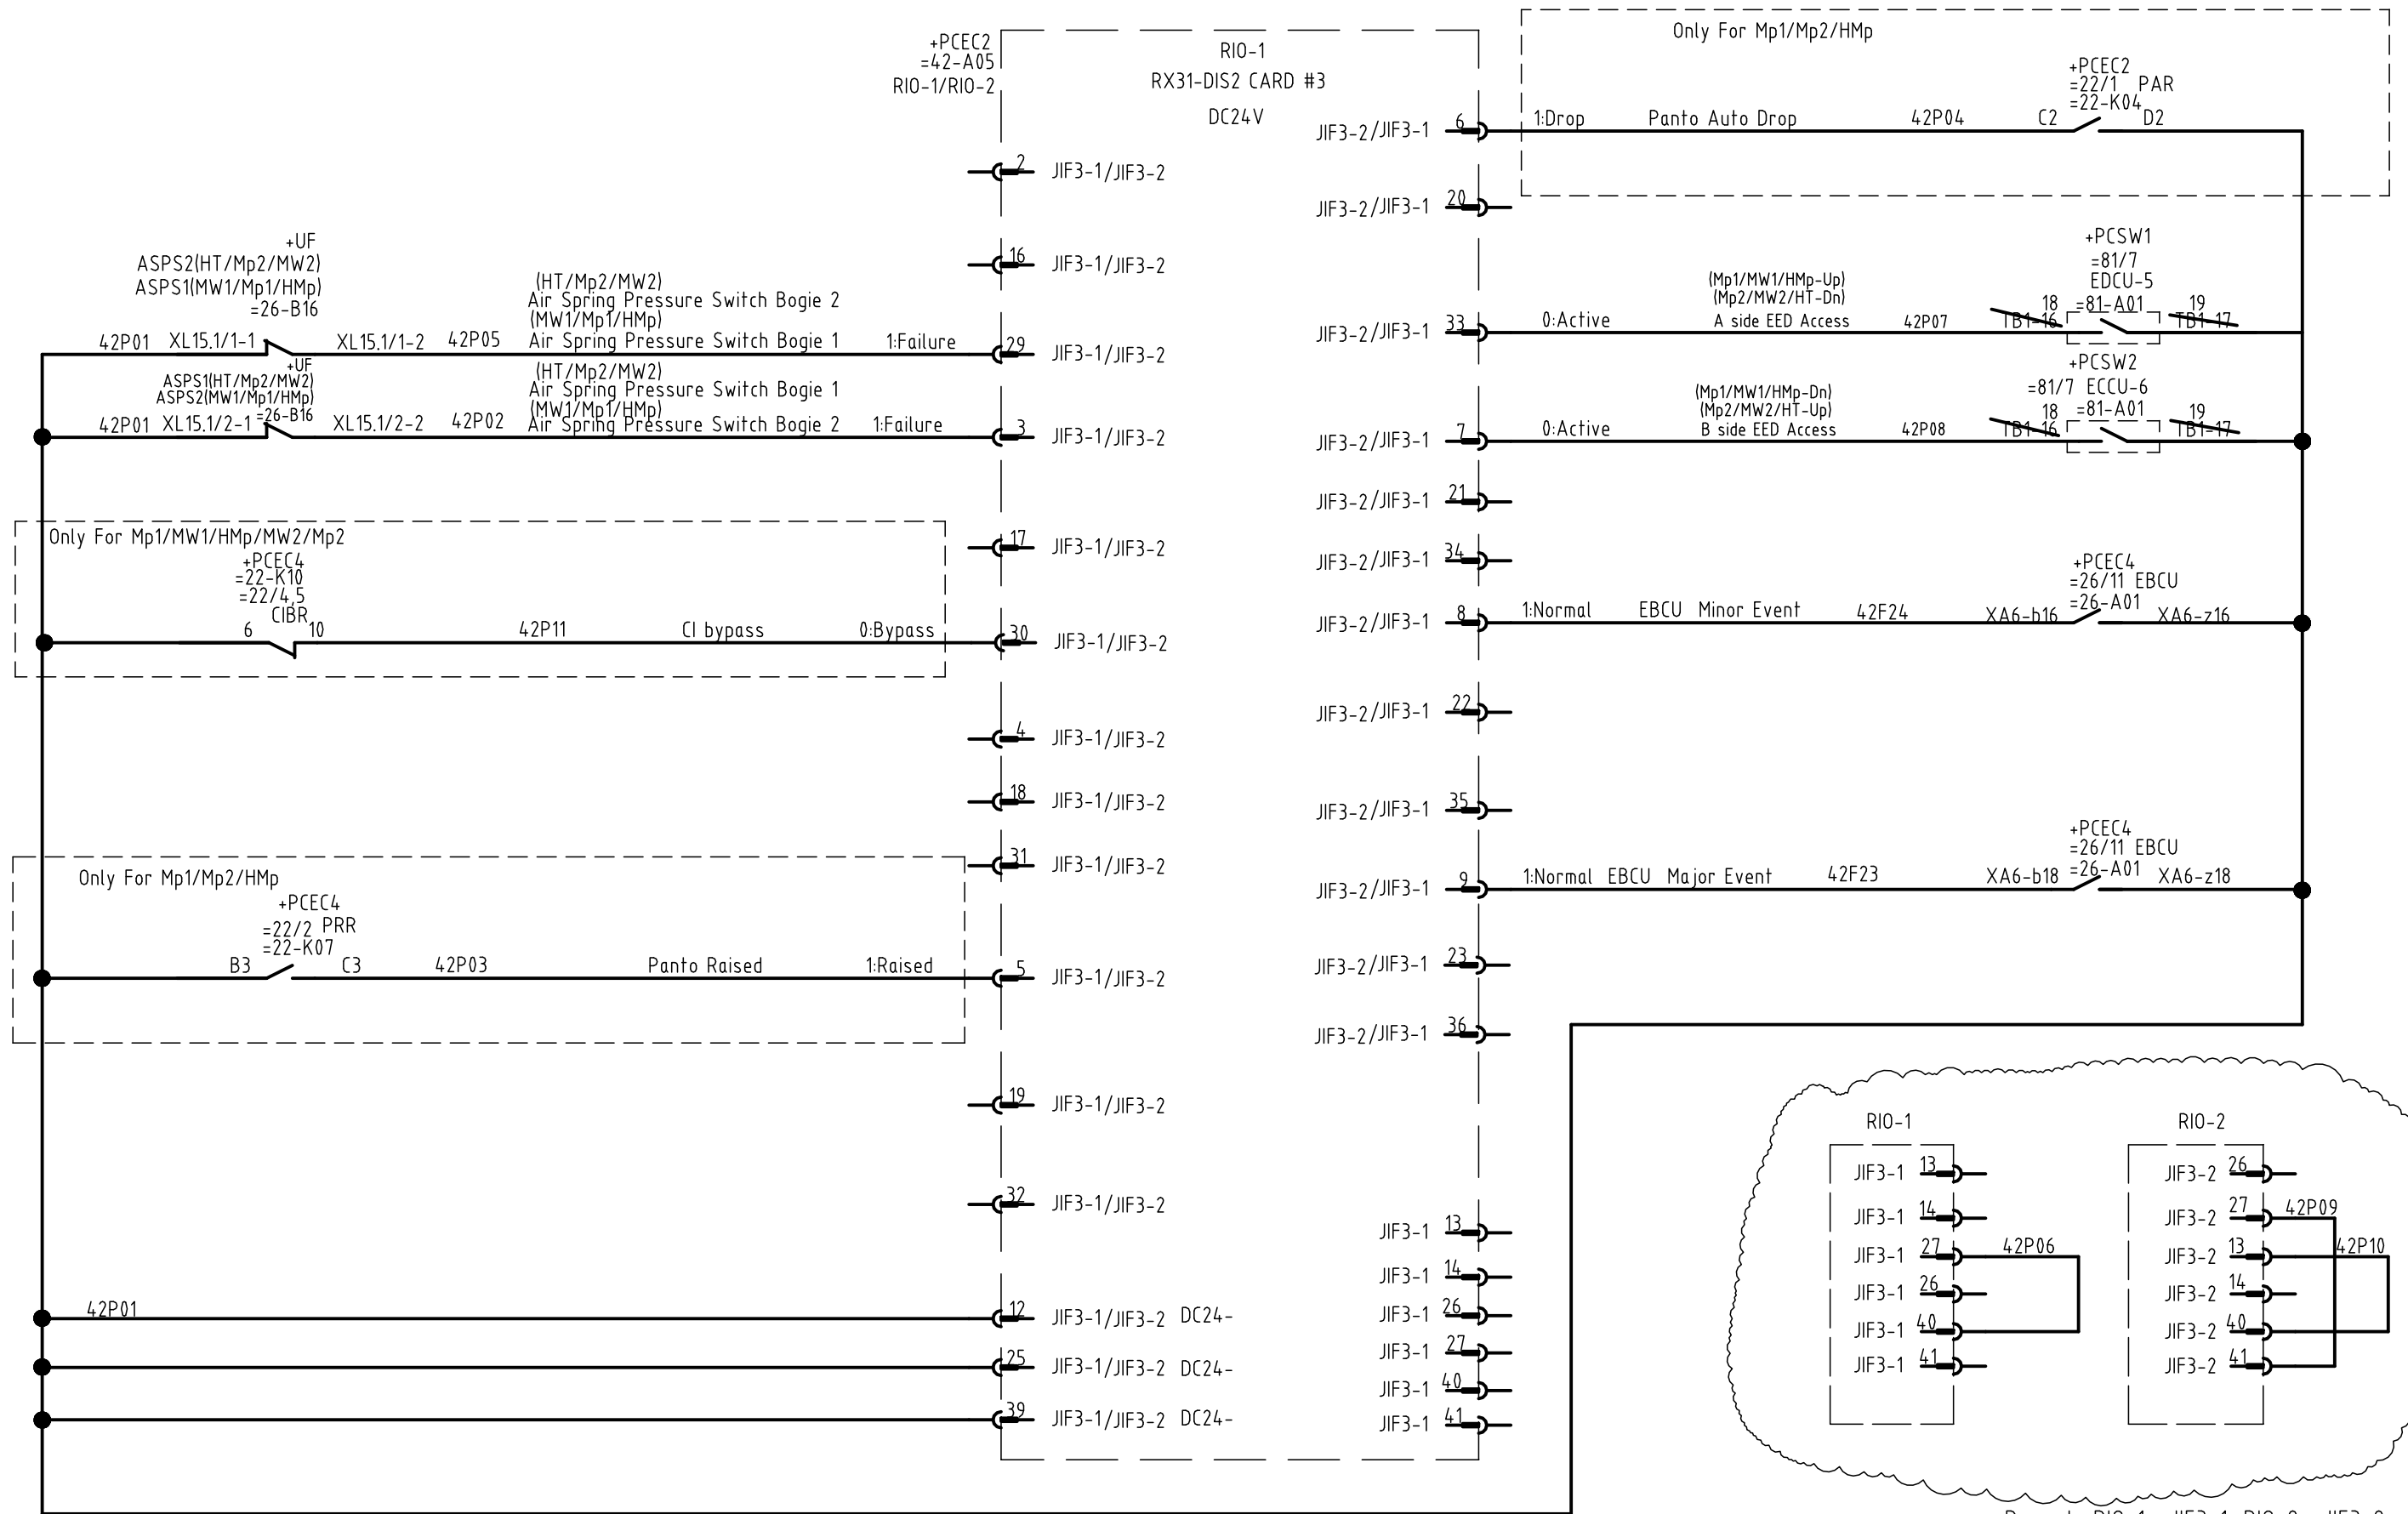 +PCEC2
=42-A05
RIO-1/RIO-2
RIO-1
RX31-DIS2 CARD #3
DC24V
2 JIF3-1/JIF3-2
16 JIF3-1/JIF3-2
+UF
ASPS2(HT/Mp2/MW2)
ASPS1(MW1/Mp1/HMp)
=26-B16
(HT/Mp2/MW2)
Air Spring Pressure Switch Bogie 2
(MW1/Mp1/HMp)
42P01 XL15.1/1-1 XL15.1/1-2 42P05 Air Spring Pressure Switch Bogie 1 1:Failure 29 JIF3-1/JIF3-2
+UF
ASPS1(HT/Mp2/MW2)
ASPS2(MW1/Mp1/HMp)
=26-B16
(HT/Mp2/MW2)
Air Spring Pressure Switch Bogie 1
(MW1/Mp1/HMp)
42P01 XL15.1/2-1 XL15.1/2-2 42P02 Air Spring Pressure Switch Bogie 2 1:Failure 3 JIF3-1/JIF3-2
17 JIF3-1/JIF3-2
Only For Mp1/MW1/HMp/MW2/Mp2
+PCEC4
=22-K10
=22/4,5
CIBR
6 10 42P11 CI bypass 0:Bypass 30 JIF3-1/JIF3-2
4 JIF3-1/JIF3-2
18 JIF3-1/JIF3-2
31 JIF3-1/JIF3-2
Only For Mp1/Mp2/HMp
+PCEC4
=22/2 PRR
=22-K07
B3 C3 42P03 Panto Raised 1:Raised 5 JIF3-1/JIF3-2
19 JIF3-1/JIF3-2
32 JIF3-1/JIF3-2
42P01 12 JIF3-1/JIF3-2 DC24-
25 JIF3-1/JIF3-2 DC24-
39 JIF3-1/JIF3-2 DC24-
Only For Mp1/Mp2/HMp
+PCEC2
=22/1 PAR
=22-K04
JIF3-2/JIF3-1 6 1:Drop Panto Auto Drop 42P04 C2 D2
JIF3-2/JIF3-1 20
+PCSW1
=81/7
EDCU-5
=81-A01
(Mp1/MW1/HMp-Up)
(Mp2/MW2/HT-Dn)
18 19
JIF3-2/JIF3-1 33 0:Active A side EED Access 42P07 TB1-16 TB1-17
+PCSW2
=81/7 ECCU-6
=81-A01
(Mp1/MW1/HMp-Dn)
(Mp2/MW2/HT-Up)
18 19
JIF3-2/JIF3-1 7 0:Active B side EED Access 42P08 TB1-16 TB1-17
JIF3-2/JIF3-1 21
JIF3-2/JIF3-1 34
+PCEC4
=26/11 EBCU
=26-A01
JIF3-2/JIF3-1 8 1:Normal EBCU Minor Event 42F24 XA6-b16 XA6-z16
JIF3-2/JIF3-1 22
JIF3-2/JIF3-1 35
+PCEC4
=26/11 EBCU
=26-A01
JIF3-2/JIF3-1 9 1:Normal EBCU Major Event 42F23 XA6-b18 XA6-z18
JIF3-2/JIF3-1 23
JIF3-2/JIF3-1 36
JIF3-1 13
JIF3-1 14
JIF3-1 26
JIF3-1 27
JIF3-1 40
JIF3-1 41
RIO-1
JIF3-1 13
JIF3-1 14
JIF3-1 27 42P06
JIF3-1 26
JIF3-1 40
JIF3-1 41
RIO-2
JIF3-2 26
JIF3-2 27 42P09
JIF3-2 13 42P10
JIF3-2 14
JIF3-2 40
JIF3-2 41